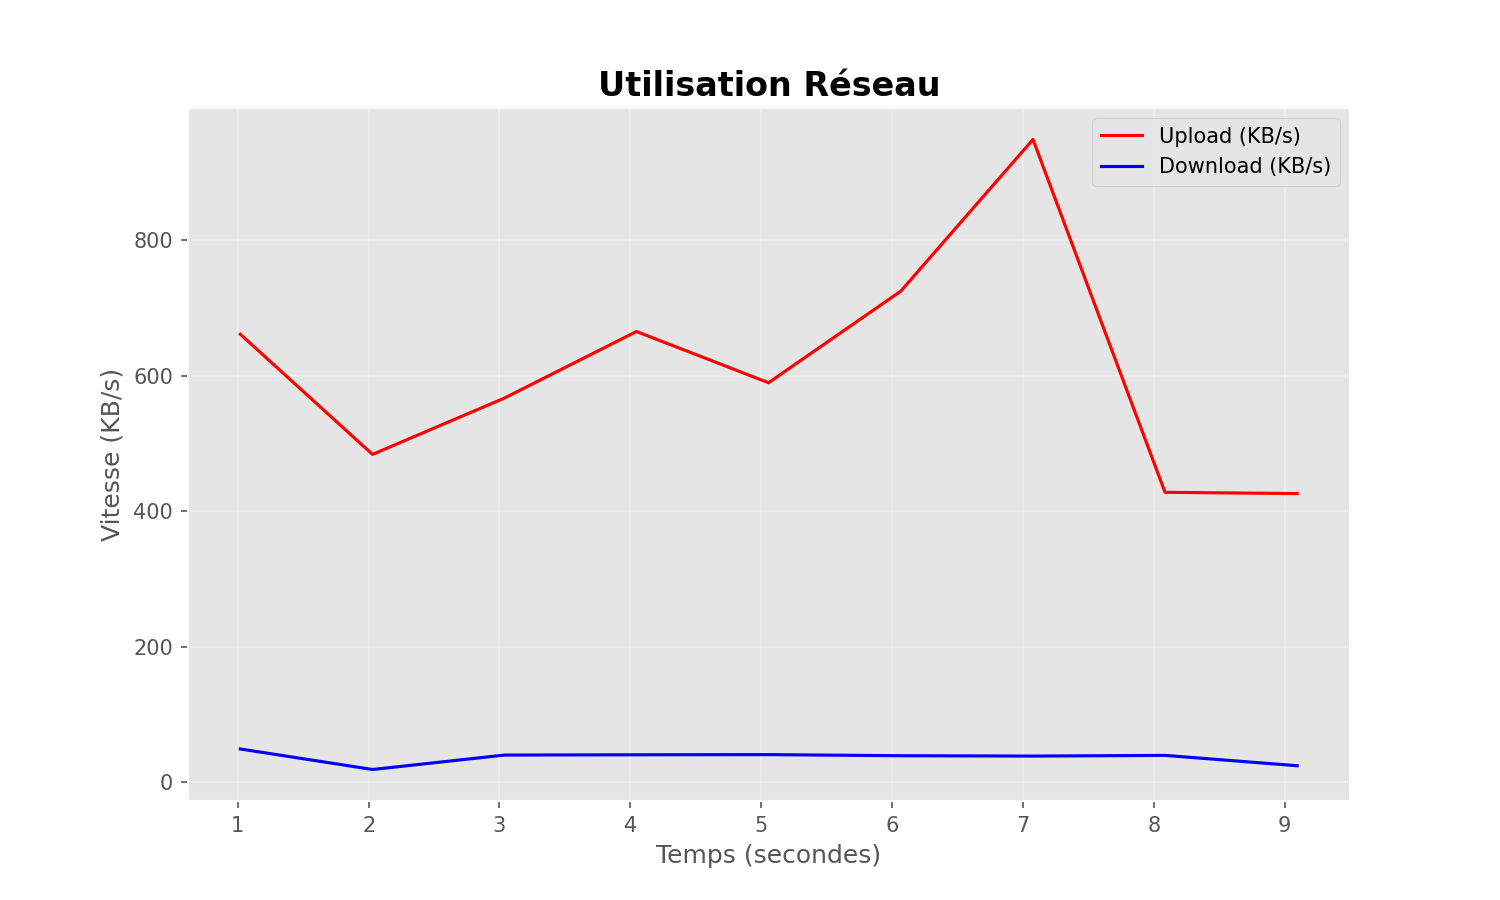 Utilisation Réseau
Upload (KB/s)
Download (KB/s)
800
600
400
200
0
Vitesse (KB/s)
1 2 3 4 5 6 7 8 9
Temps (secondes)